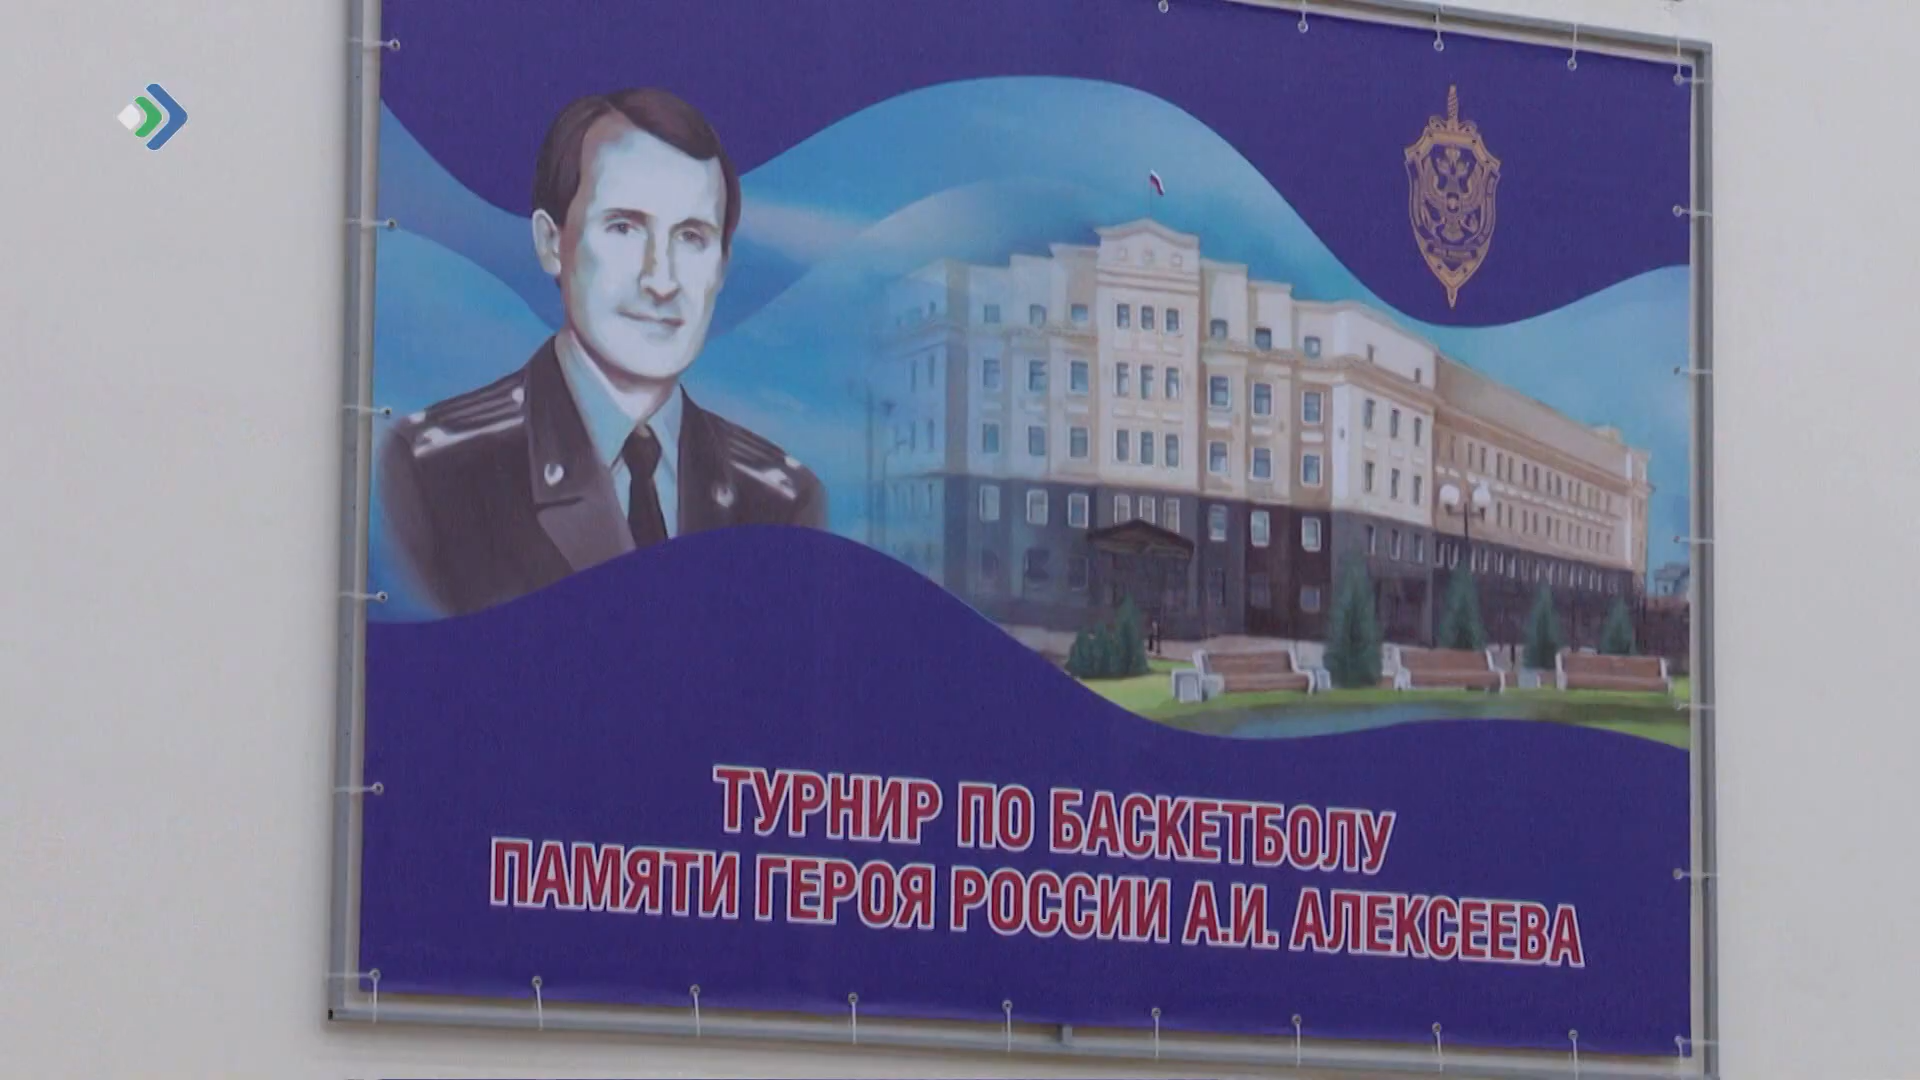 ТУРНИР ПО БАСКЕТБОЛУ
ПАМЯТИ ГЕРОЯ РОССИИ А.И. АЛЕКСЕЕВА